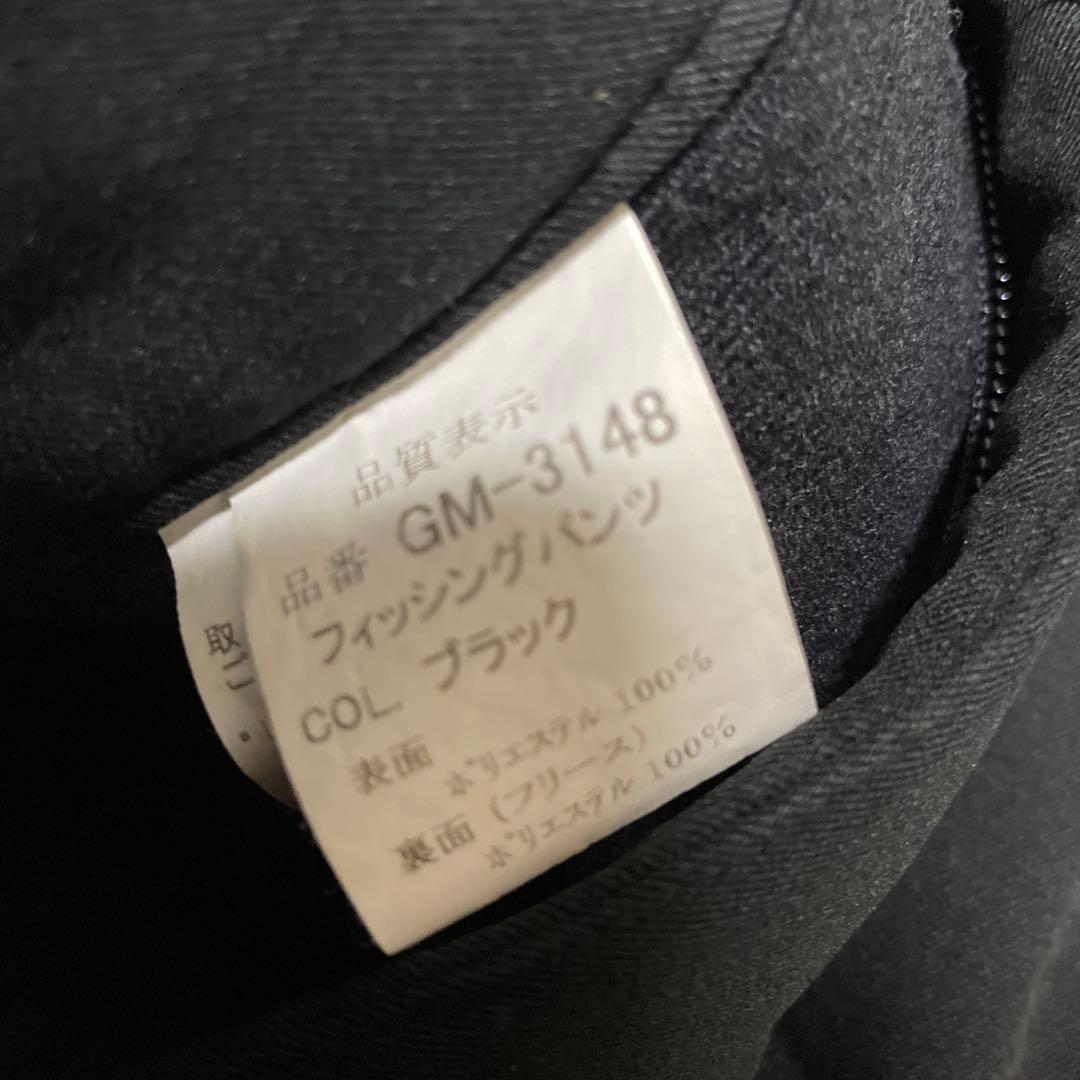 品質表示
品番 GM-3148
フィッシングパンツ
COL. ブラック
表面 ポリエステル 100%
裏面 (フリース)
ポリエステル 100%
取